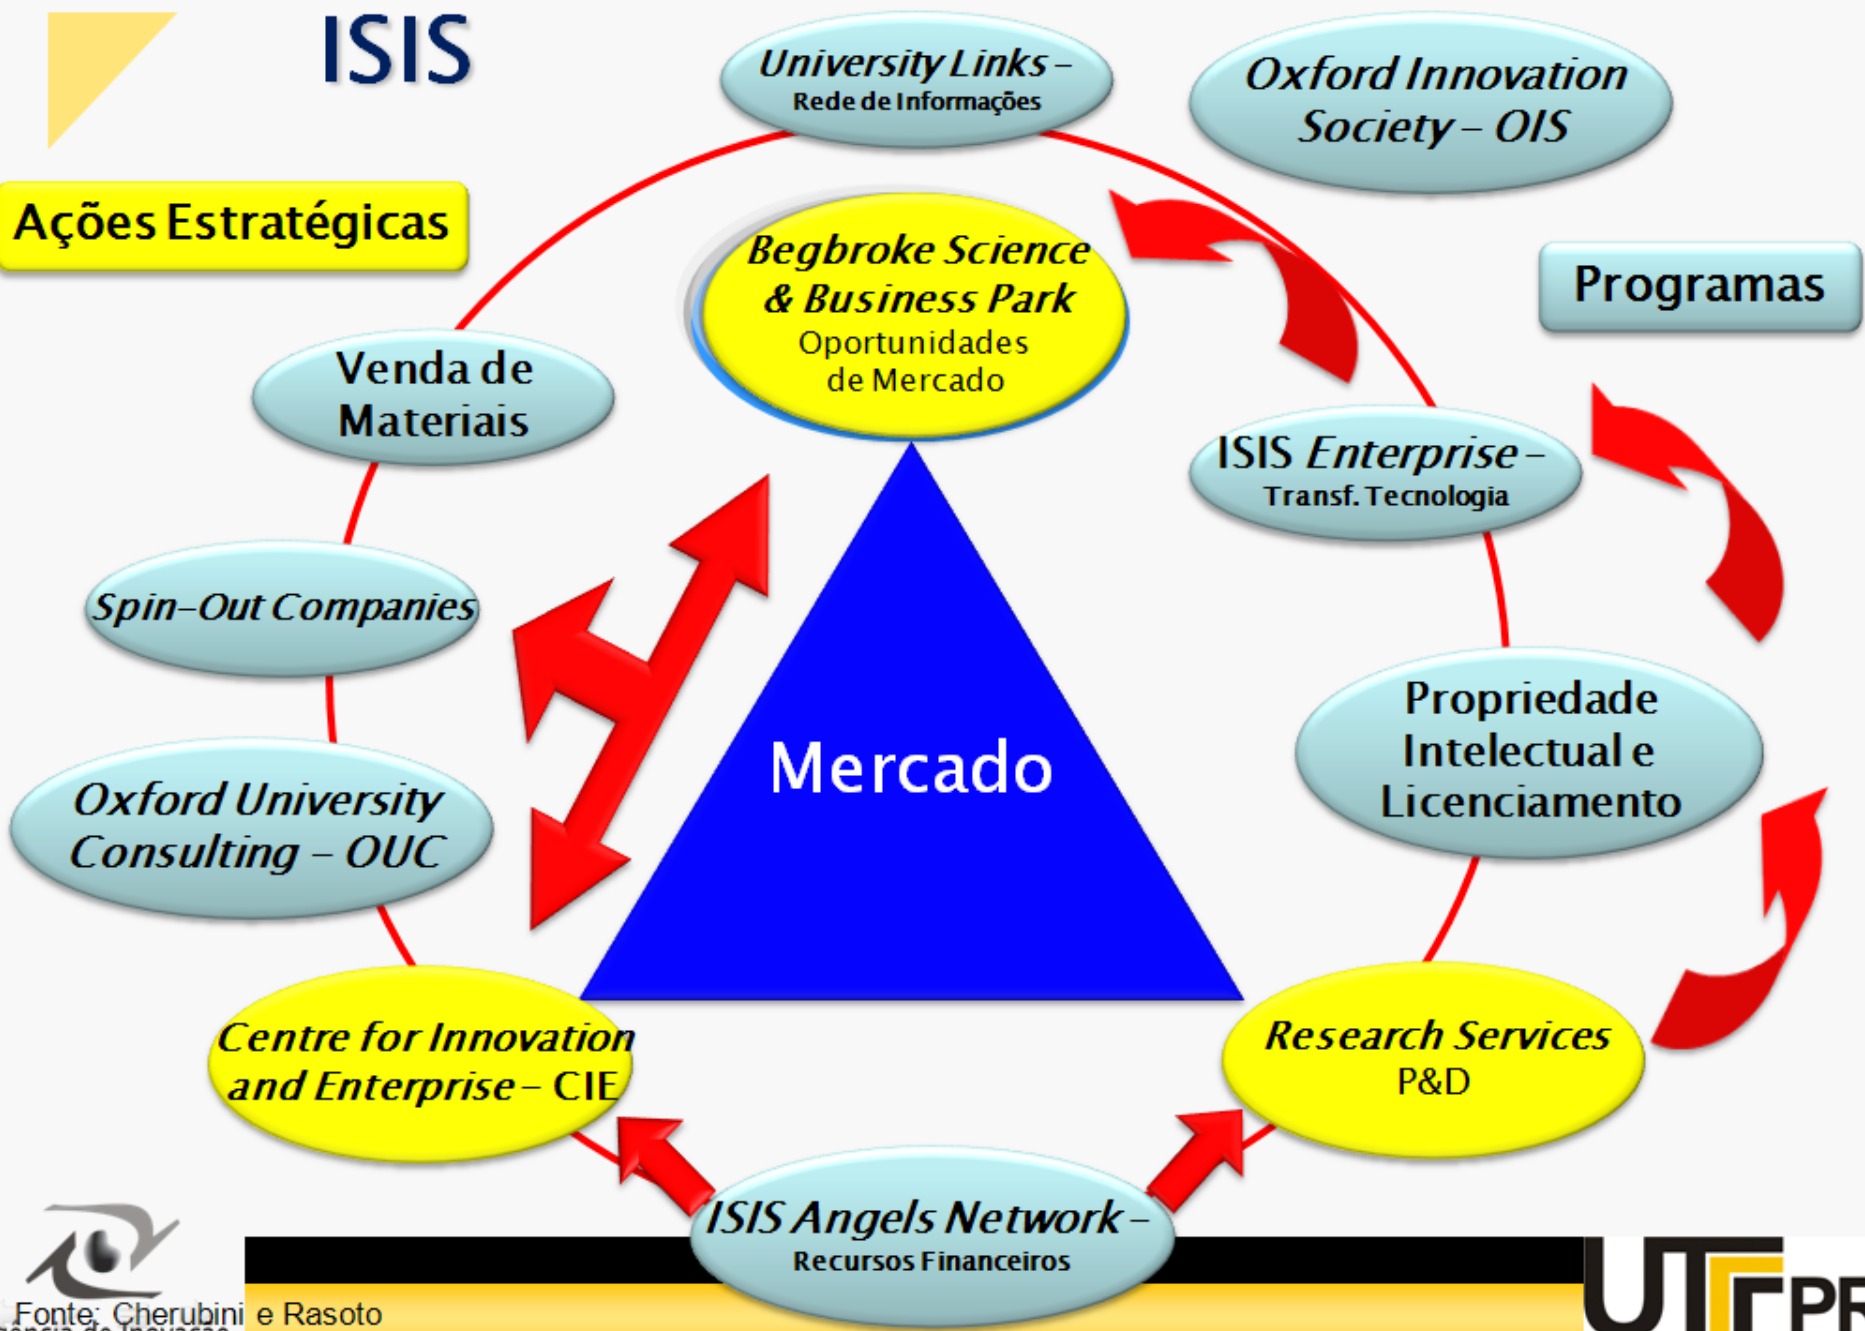 ISIS
University Links –
Rede de Informações
Oxford Innovation
Society – OIS
Ações Estratégicas
Begbroke Science
& Business Park
Oportunidades
de Mercado
Programas
Venda de
Materiais
ISIS Enterprise –
Transf. Tecnologia
Spin-Out Companies
Propriedade
Intelectual e
Licenciamento
Mercado
Oxford University
Consulting – OUC
Centre for Innovation
and Enterprise – CIE
Research Services
P&D
ISIS Angels Network –
Recursos Financeiros
Fonte: Cherubini e Rasoto
de Inovação
UTFPR